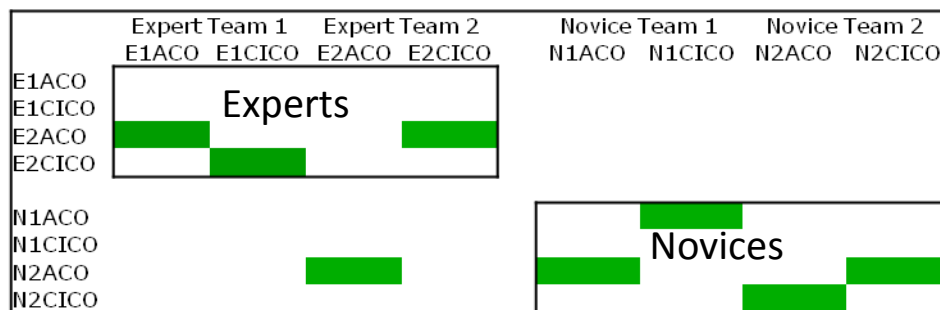 Expert Team 1 Expert Team 2 Novice Team 1 Novice Team 2
E1ACO E1CICO E2ACO E2CICO N1ACO N1CICO N2ACO N2CICO
E1ACO
E1CICO
Experts
E2ACO
E2CICO
N1ACO
N1CICO
Novices
N2ACO
N2CICO